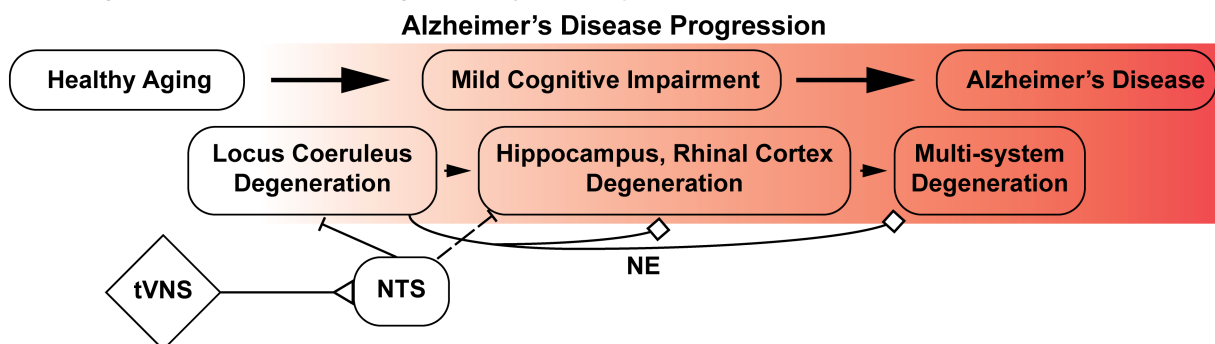 Alzheimer's Disease Progression
Healthy Aging
Mild Cognitive Impairment
Alzheimer's Disease
Locus Coeruleus
Degeneration
Hippocampus, Rhinal Cortex
Degeneration
Multi-system
Degeneration
NE
tVNS
NTS